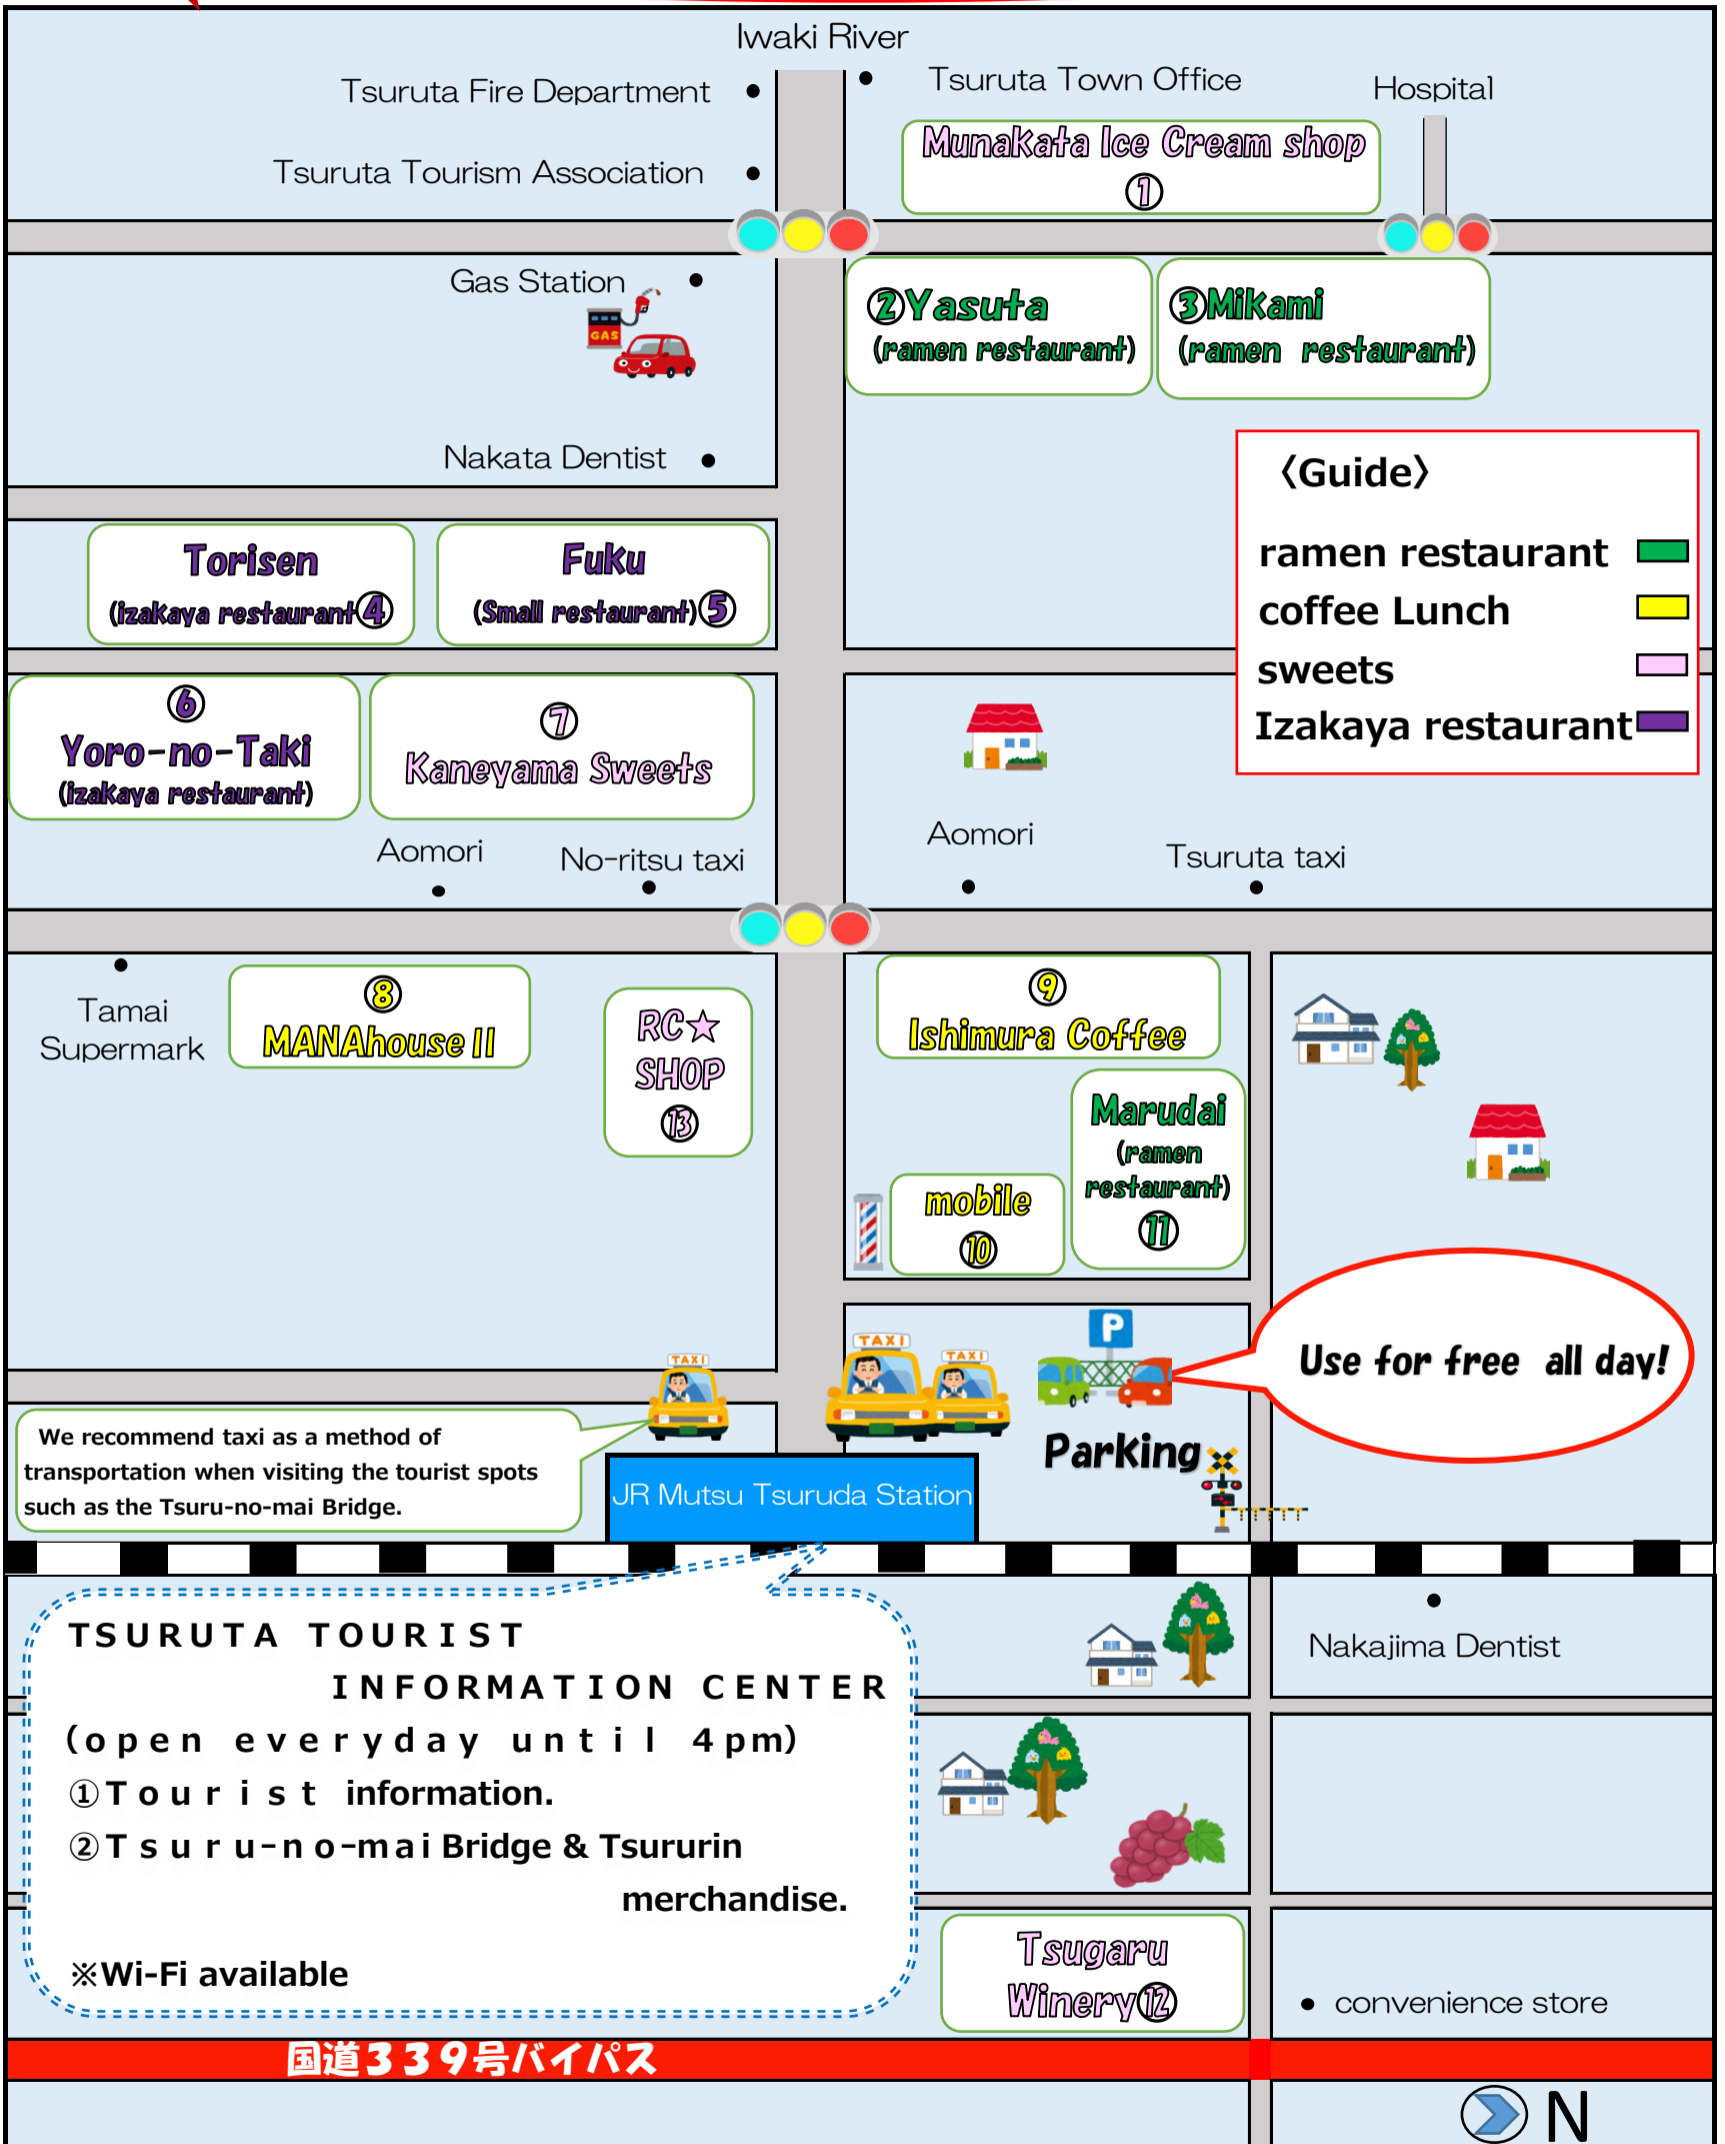 Iwaki River
Tsuruta Fire Department
Tsuruta Town Office
Hospital
Munakata Ice Cream shop
①
Tsuruta Tourism Association
Gas Station
GAS
②Yasuta
(ramen restaurant)
③Mikami
(ramen restaurant)
Nakata Dentist
〈Guide〉
ramen restaurant
coffee Lunch
sweets
Izakaya restaurant
Torisen
(izakaya restaurant④
Fuku
(Small restaurant)⑤
⑥
Yoro-no-Taki
(izakaya restaurant)
⑦
Kaneyama Sweets
Aomori
No-ritsu taxi
Aomori
Tsuruta taxi
Tamai
Supermark
⑧
MANAhouse II
RC★
SHOP
⑬
⑨
Ishimura Coffee
Marudai
(ramen
restaurant)
⑪
mobile
⑩
P
Use for free all day!
TAXI
TAXI
TAXI
Parking
We recommend taxi as a method of
transportation when visiting the tourist spots
such as the Tsuru-no-mai Bridge.
JR Mutsu Tsuruda Station
TSURUTA TOURIST
INFORMATION CENTER
(open everyday until 4pm)
①Tourist information.
②Tsuru-no-mai Bridge & Tsururin
merchandise.
※Wi-Fi available
Nakajima Dentist
Tsugaru
Winery⑫
convenience store
国道３３９号バイパス
N